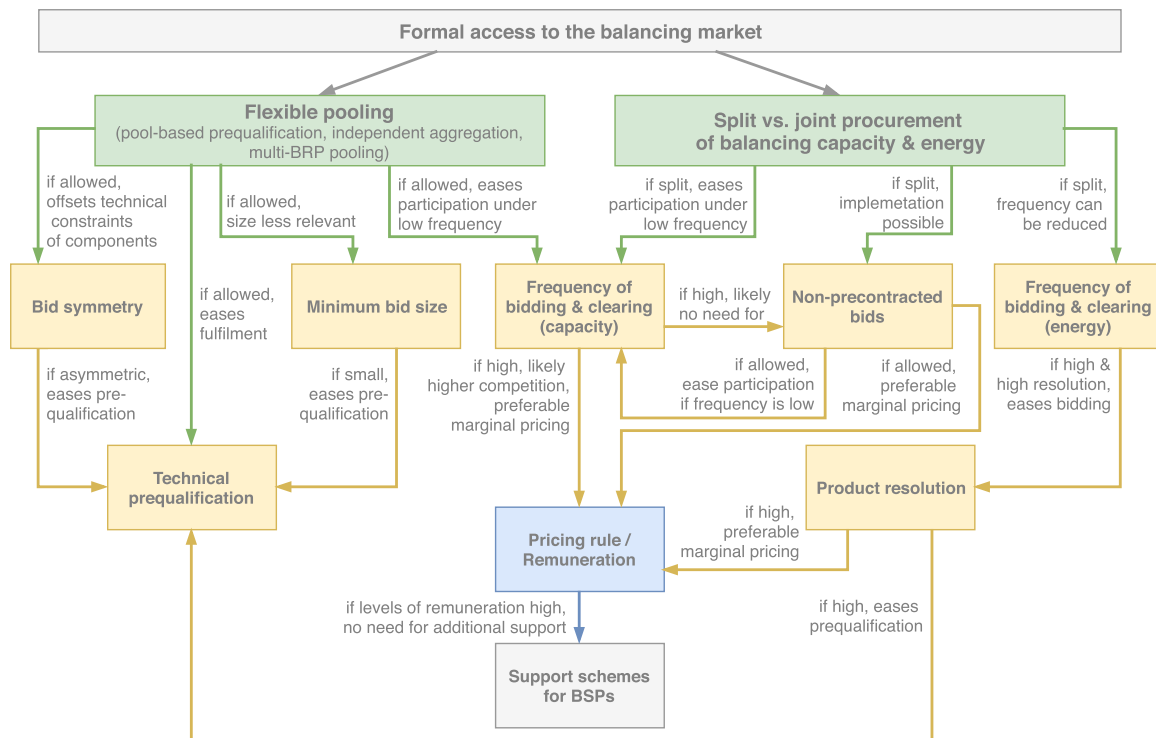 Formal access to the balancing market
Flexible pooling
(pool-based prequalification, independent aggregation,
multi-BRP pooling)
Split vs. joint procurement
of balancing capacity & energy
if allowed,
offsets technical
constraints
of components
if allowed,
size less relevant
if allowed, eases
participation under
low frequency
if split, eases
participation under
low frequency
if split,
implemetation
possible
if split,
frequency can
be reduced
if allowed,
eases
fulfilment
Bid symmetry
Minimum bid size
Frequency of
bidding & clearing
(capacity)
if high, likely
no need for
Non-precontracted
bids
Frequency of
bidding & clearing
(energy)
if asymmetric,
eases pre-
qualification
if small,
eases pre-
qualification
if high, likely
higher competition,
preferable
marginal pricing
if allowed,
ease participation
if frequency is low
if allowed,
preferable
marginal pricing
if high &
high resolution,
eases bidding
Technical
prequalification
Product resolution
Pricing rule /
Remuneration
if high,
preferable
marginal pricing
if levels of remuneration high,
no need for additional support
if high, eases
prequalification
Support schemes
for BSPs